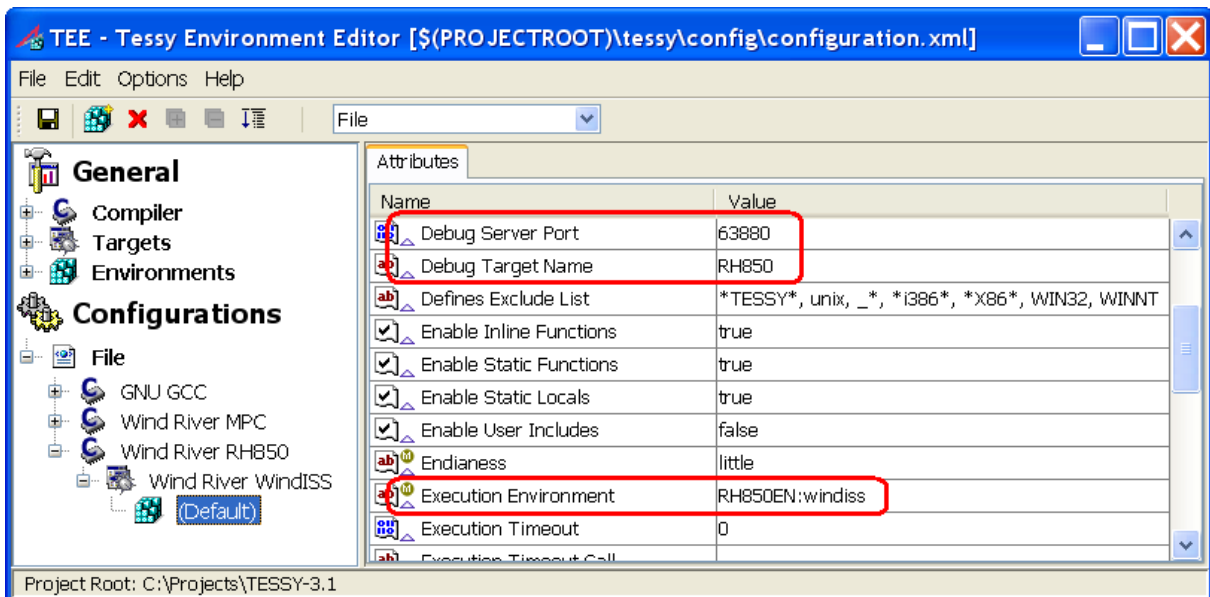 TEE - Tessy Environment Editor [$(PROJECTROOT)\tessy\config\configuration.xml]
File Edit Options Help
File
General
Compiler
Targets
Environments
Configurations
File
GNU GCC
Wind River MPC
Wind River RH850
Wind River WindISS
(Default)
Attributes
Name Value
Debug Server Port 63880
Debug Target Name RH850
Defines Exclude List *TESSY*, unix, _*, *i386*, *X86*, WIN32, WINNT
Enable Inline Functions true
Enable Static Functions true
Enable Static Locals true
Enable User Includes false
Endianess little
Execution Environment RH850EN:windiss
Execution Timeout 0
Execution Timeout Call
Project Root: C:\Projects\TESSY-3.1